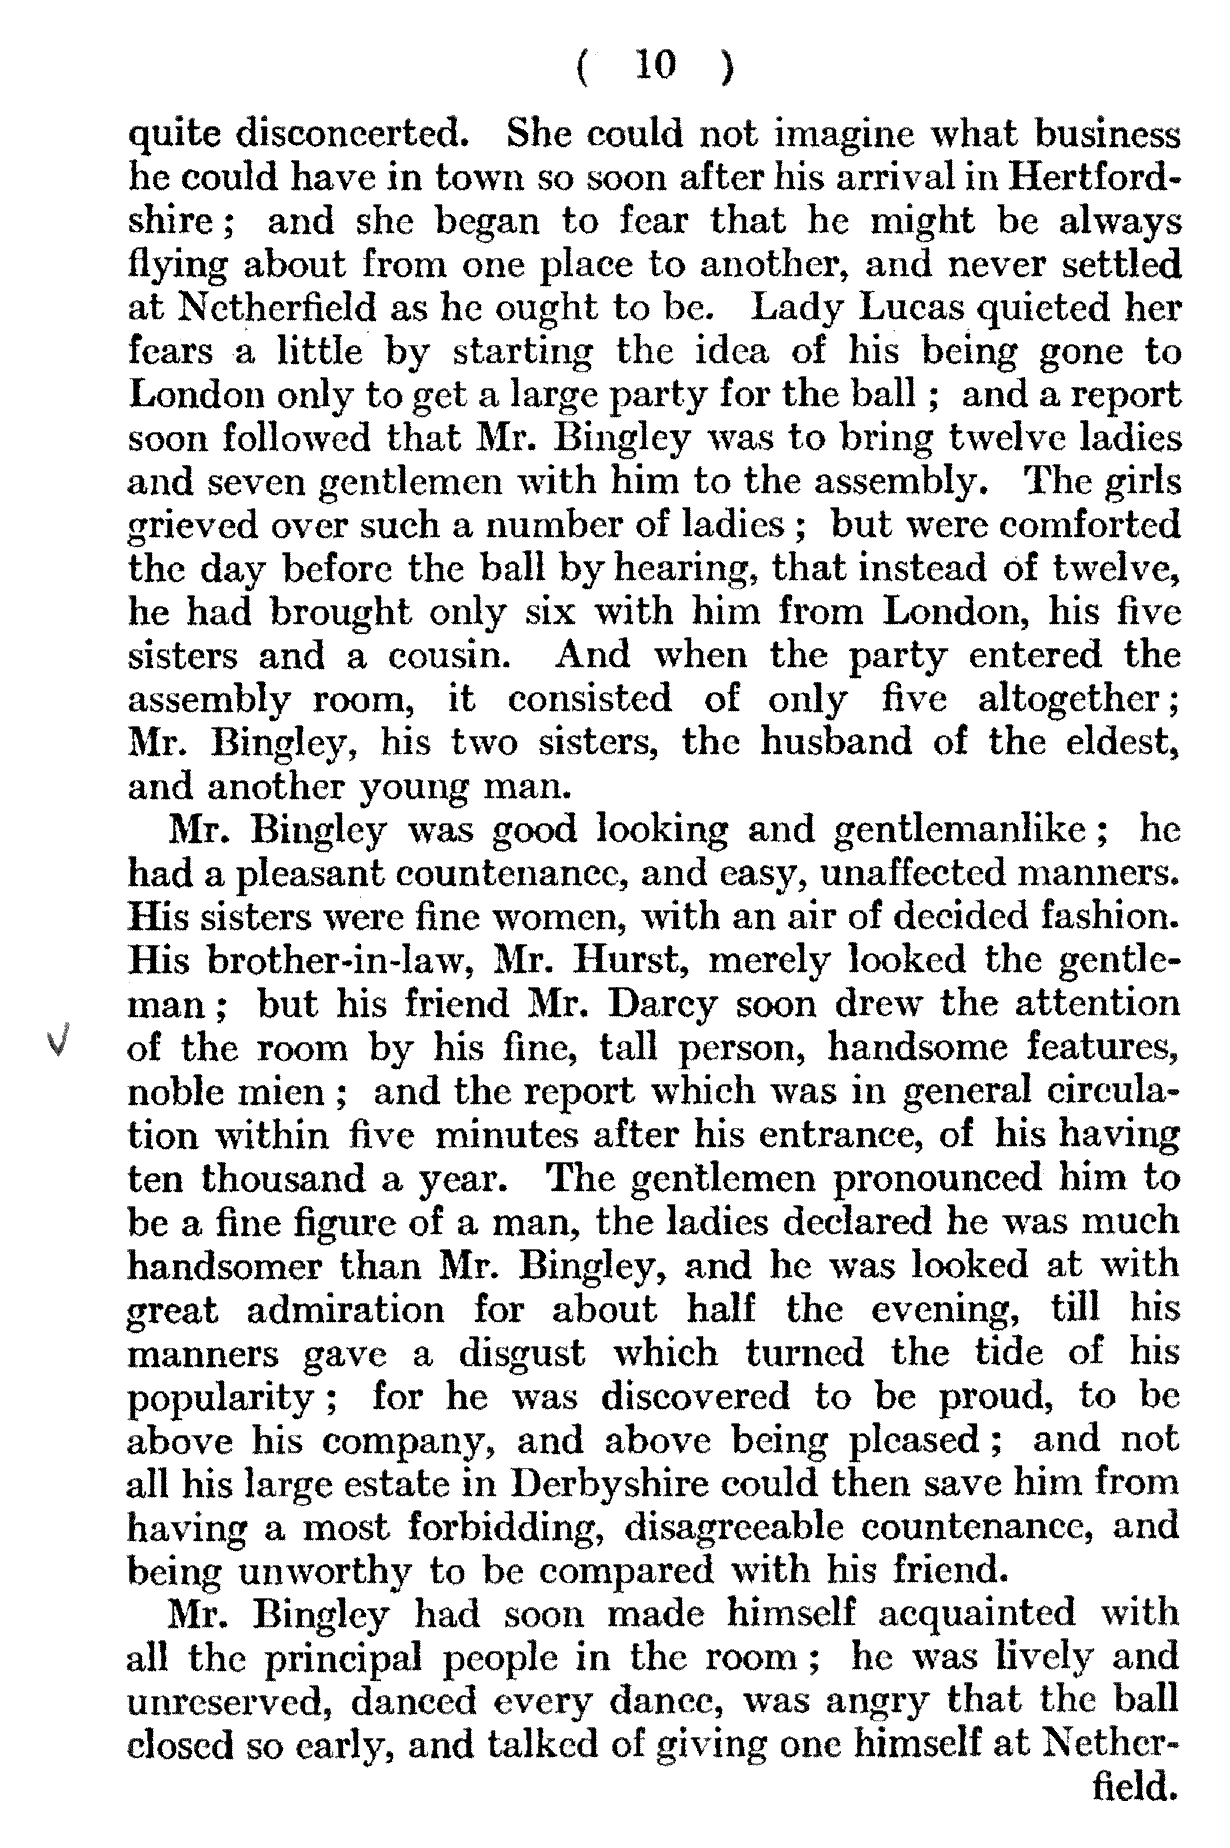 ( 10 )
quite disconcerted. She could not imagine what business
he could have in town so soon after his arrival in Hertford-
shire ; and she began to fear that he might be always
flying about from one place to another, and never settled
at Netherfield as he ought to be. Lady Lucas quieted her
fears a little by starting the idea of his being gone to
London only to get a large party for the ball ; and a report
soon followed that Mr. Bingley was to bring twelve ladies
and seven gentlemen with him to the assembly. The girls
grieved over such a number of ladies ; but were comforted
the day before the ball by hearing, that instead of twelve,
he had brought only six with him from London, his five
sisters and a cousin. And when the party entered the
assembly room, it consisted of only five altogether ;
Mr. Bingley, his two sisters, the husband of the eldest,
and another young man.
Mr. Bingley was good looking and gentlemanlike ; he
had a pleasant countenance, and easy, unaffected manners.
His sisters were fine women, with an air of decided fashion.
His brother-in-law, Mr. Hurst, merely looked the gentle-
man ; but his friend Mr. Darcy soon drew the attention
of the room by his fine, tall person, handsome features,
noble mien ; and the report which was in general circula-
tion within five minutes after his entrance, of his having
ten thousand a year. The gentlemen pronounced him to
be a fine figure of a man, the ladies declared he was much
handsomer than Mr. Bingley, and he was looked at with
great admiration for about half the evening, till his
manners gave a disgust which turned the tide of his
popularity ; for he was discovered to be proud, to be
above his company, and above being pleased ; and not
all his large estate in Derbyshire could then save him from
having a most forbidding, disagreeable countenance, and
being unworthy to be compared with his friend.
Mr. Bingley had soon made himself acquainted with
all the principal people in the room ; he was lively and
unreserved, danced every dance, was angry that the ball
closed so early, and talked of giving one himself at Nether-
field.